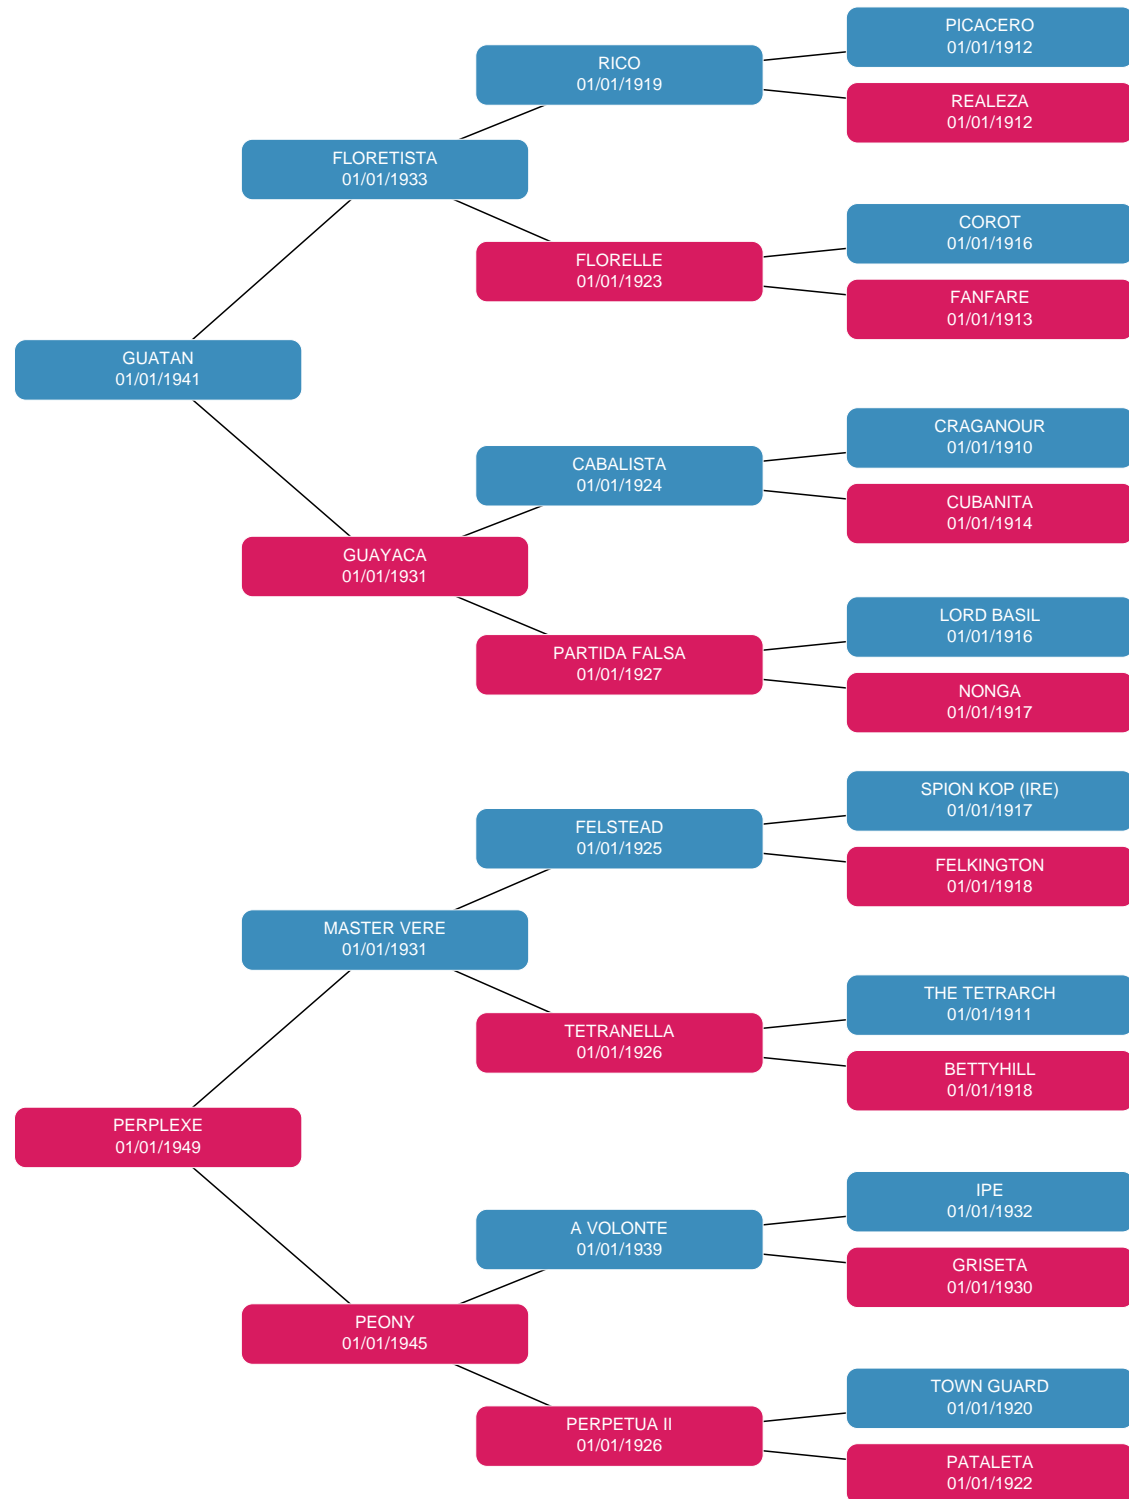 PICACERO
01/01/1912
RICO
01/01/1919
REALEZA
01/01/1912
FLORETISTA
01/01/1933
COROT
01/01/1916
FLORELLE
01/01/1923
FANFARE
01/01/1913
GUATAN
01/01/1941
CRAGANOUR
01/01/1910
CABALISTA
01/01/1924
CUBANITA
01/01/1914
GUAYACA
01/01/1931
LORD BASIL
01/01/1916
PARTIDA FALSA
01/01/1927
NONGA
01/01/1917
SPION KOP (IRE)
01/01/1917
FELSTEAD
01/01/1925
FELKINGTON
01/01/1918
MASTER VERE
01/01/1931
THE TETRARCH
01/01/1911
TETRANELLA
01/01/1926
BETTYHILL
01/01/1918
PERPLEXE
01/01/1949
IPE
01/01/1932
A VOLONTE
01/01/1939
GRISETA
01/01/1930
PEONY
01/01/1945
TOWN GUARD
01/01/1920
PERPETUA II
01/01/1926
PATALETA
01/01/1922